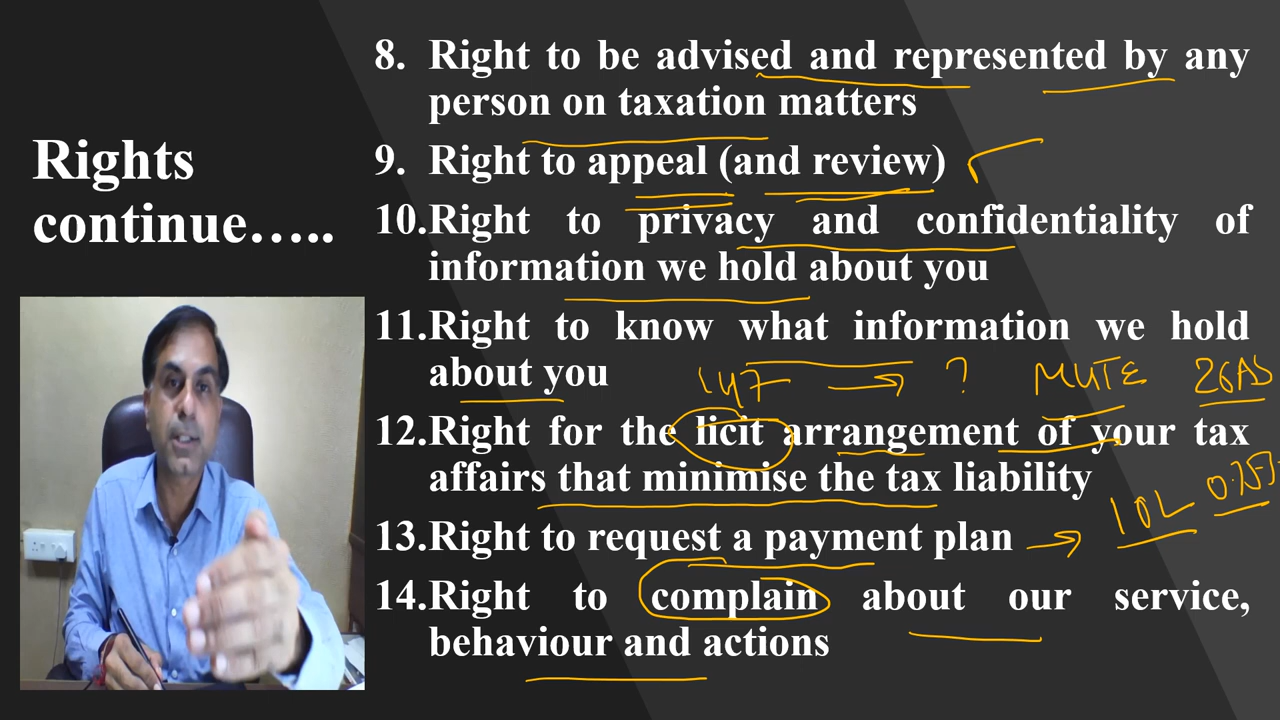 Rights
continue…..
8. Right to be advised and represented by any
person on taxation matters
9. Right to appeal (and review)
10.Right to privacy and confidentiality of
information we hold about you
11.Right to know what information we hold
about you
147 → ? MUTE 26AS
12.Right for the licit arrangement of your tax
affairs that minimise the tax liability
13.Right to request a payment plan → 10L
14.Right to complain about our service,
behaviour and actions